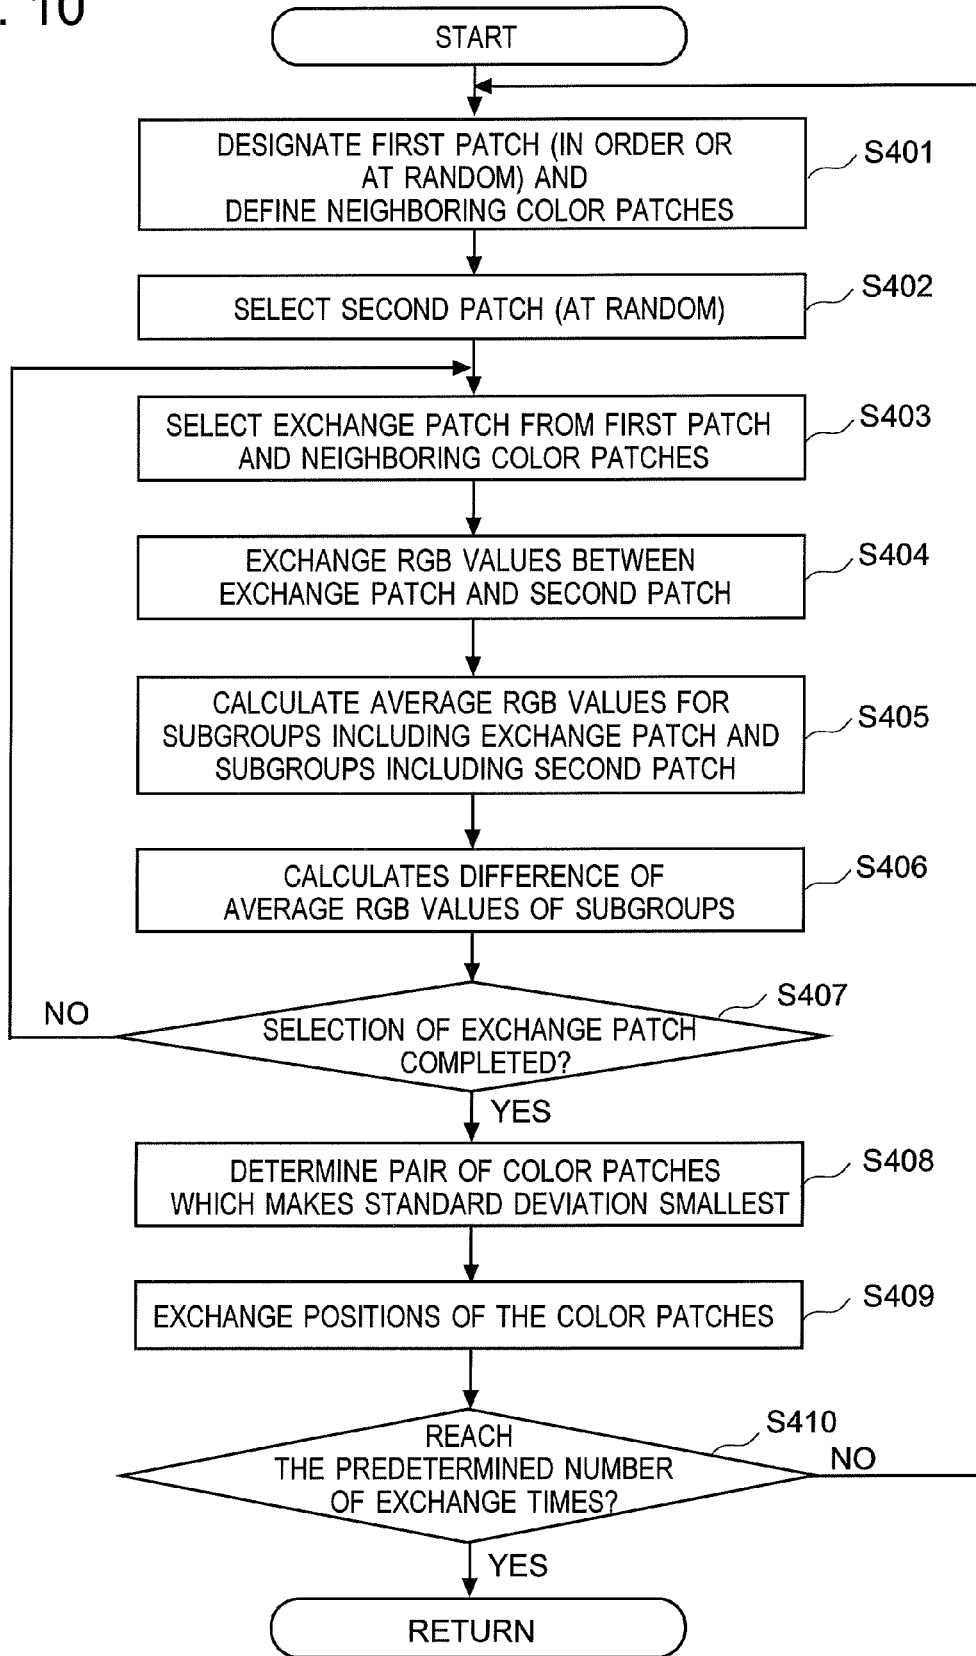 . 10
START
DESIGNATE FIRST PATCH (IN ORDER OR
AT RANDOM) AND
DEFINE NEIGHBORING COLOR PATCHES
S401
SELECT SECOND PATCH (AT RANDOM)
S402
SELECT EXCHANGE PATCH FROM FIRST PATCH
AND NEIGHBORING COLOR PATCHES
S403
EXCHANGE RGB VALUES BETWEEN
EXCHANGE PATCH AND SECOND PATCH
S404
CALCULATE AVERAGE RGB VALUES FOR
SUBGROUPS INCLUDING EXCHANGE PATCH AND
SUBGROUPS INCLUDING SECOND PATCH
S405
CALCULATES DIFFERENCE OF
AVERAGE RGB VALUES OF SUBGROUPS
S406
SELECTION OF EXCHANGE PATCH
COMPLETED?
S407
NO
YES
DETERMINE PAIR OF COLOR PATCHES
WHICH MAKES STANDARD DEVIATION SMALLEST
S408
EXCHANGE POSITIONS OF THE COLOR PATCHES
S409
REACH
THE PREDETERMINED NUMBER
OF EXCHANGE TIMES?
S410
NO
YES
RETURN